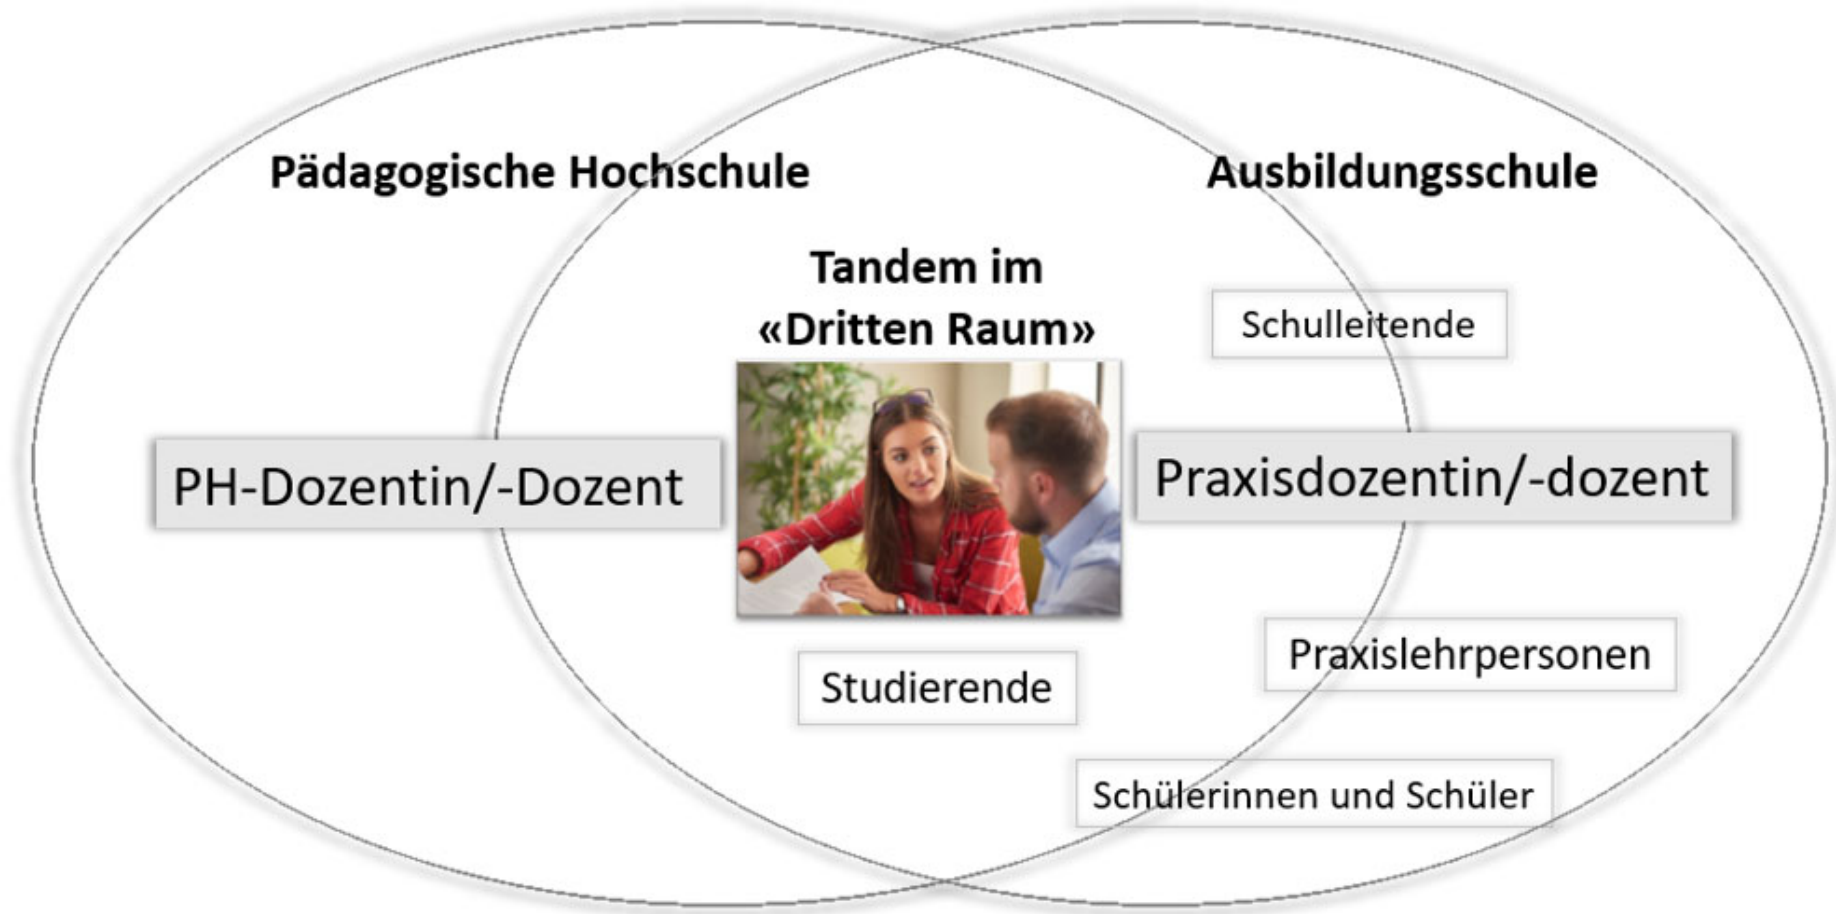 Pädagogische Hochschule
Ausbildungsschule
Tandem im
«Dritten Raum»
Schulleitende
PH-Dozentin/-Dozent
Praxisdozentin/-dozent
Praxislehrpersonen
Studierende
Schülerinnen und Schüler